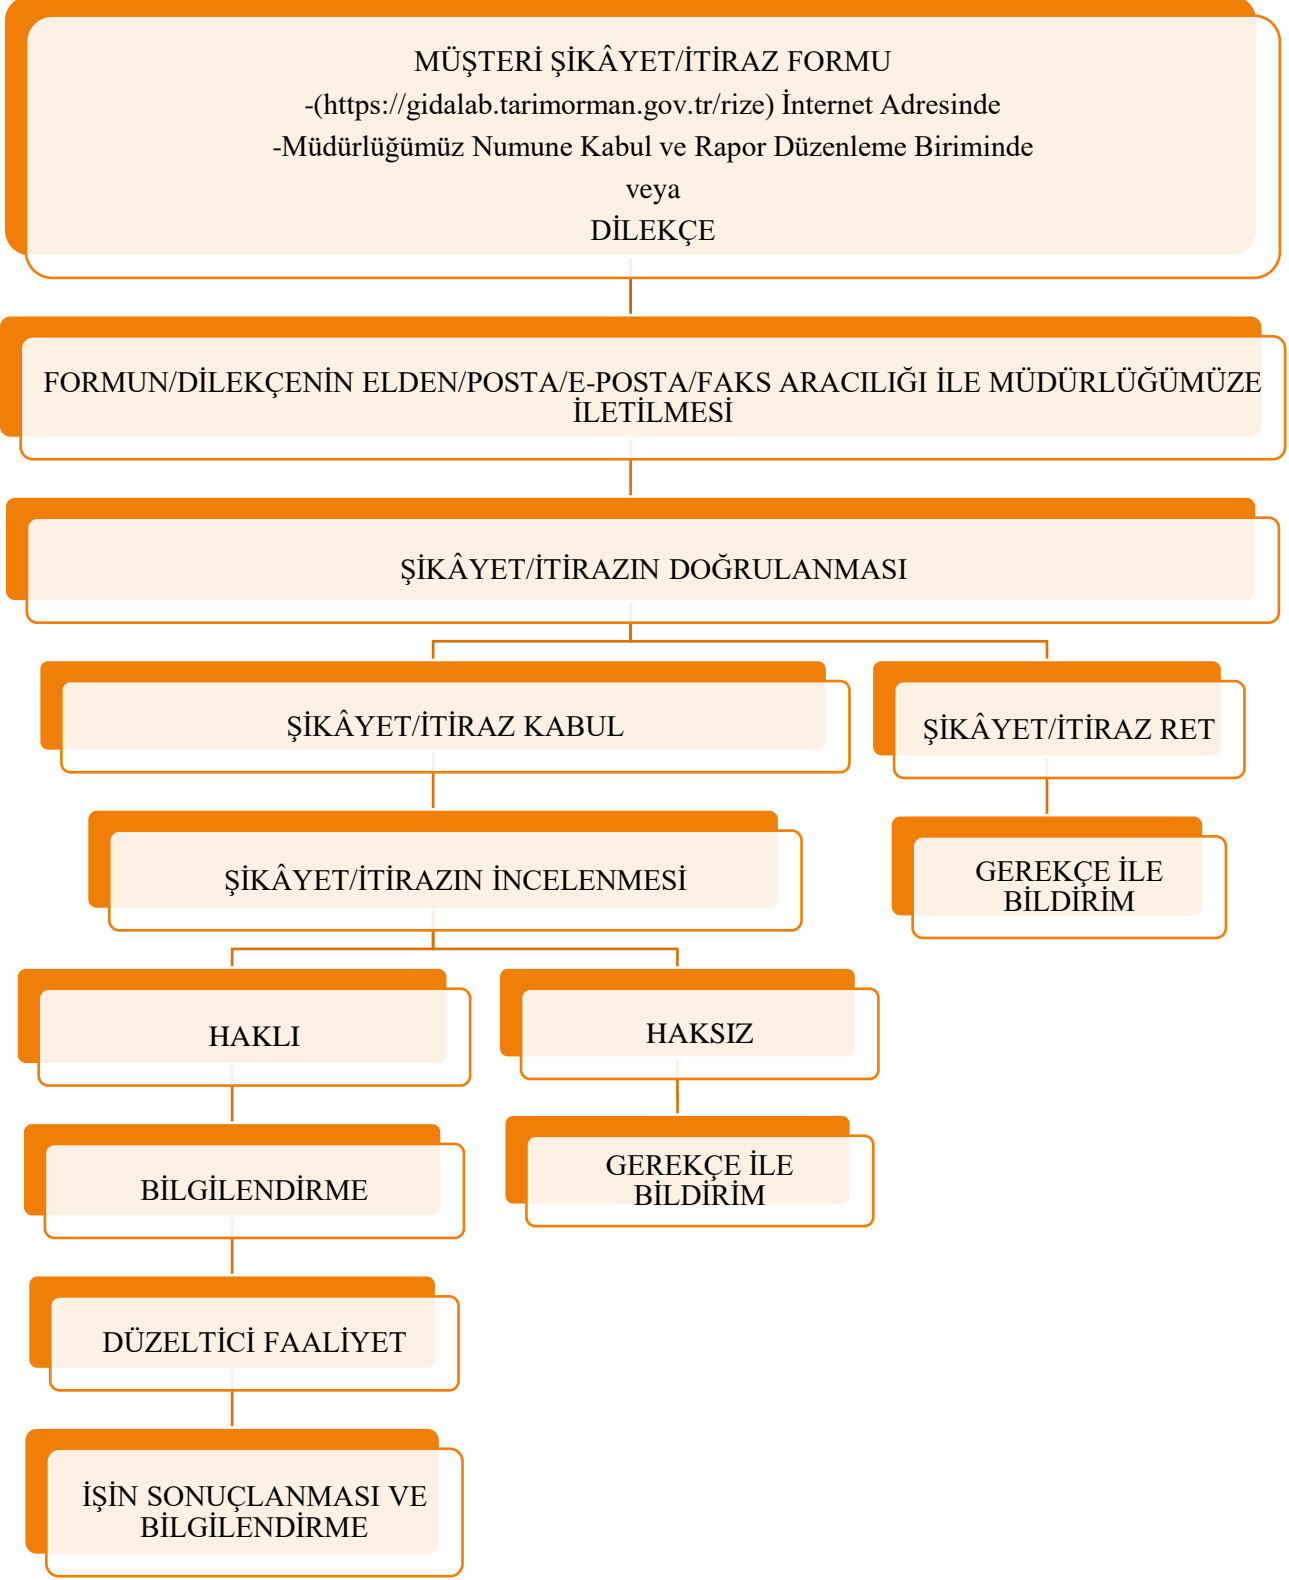 MÜŞTERİ ŞİKÂYET/İTİRAZ FORMU
-(https://gidalab.tarimorman.gov.tr/rize) İnternet Adresinde
-Müdürlüğümüz Numune Kabul ve Rapor Düzenleme Biriminde
veya
DİLEKÇE
FORMUN/DİLEKÇENİN ELDEN/POSTA/E-POSTA/FAKS ARACILIĞI İLE MÜDÜRLÜĞÜMÜZE
İLETİLMESİ
ŞİKÂYET/İTİRAZIN DOĞRULANMASI
ŞİKÂYET/İTİRAZ KABUL
ŞİKÂYET/İTİRAZ RET
ŞİKÂYET/İTİRAZIN İNCELENMESİ
GEREKÇE İLE
BİLDİRİM
HAKLI
HAKSIZ
BİLGİLENDİRME
GEREKÇE İLE
BİLDİRİM
DÜZELTİCİ FAALİYET
İŞİN SONUÇLANMASI VE
BİLGİLENDİRME